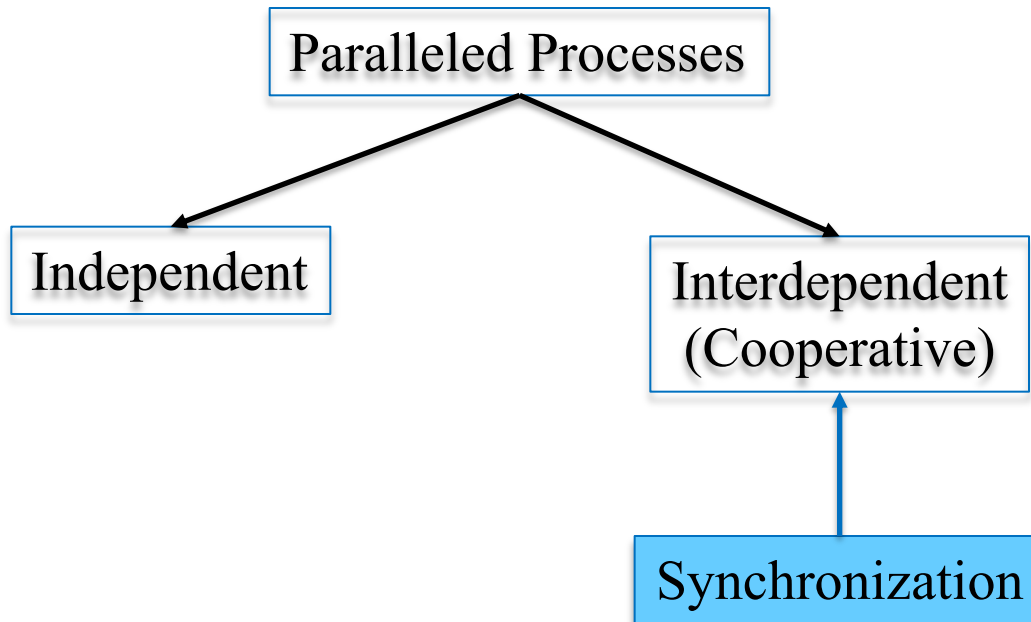 Paralleled Processes
Independent
Interdependent
(Cooperative)
Synchronization